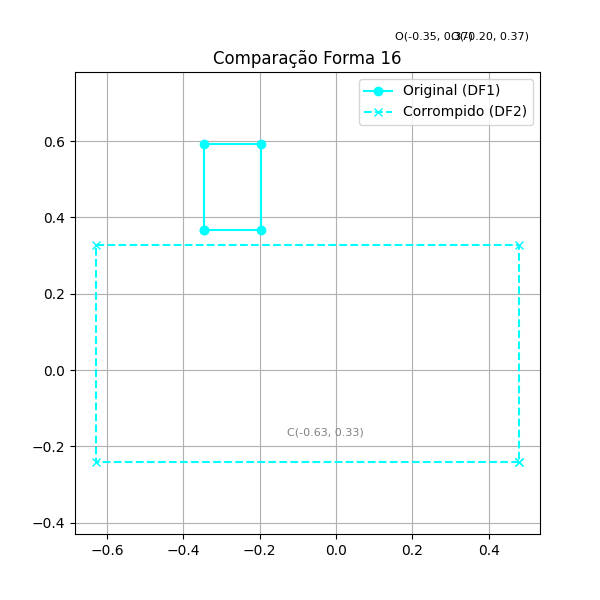 O(-0.35, 0.37)
O(-0.20, 0.37)
Comparação Forma 16
Original (DF1)
Corrompido (DF2)
0.6
0.4
0.2
0.0
−0.2
−0.4
C(-0.63, 0.33)
−0.6 −0.4 −0.2 0.0 0.2 0.4